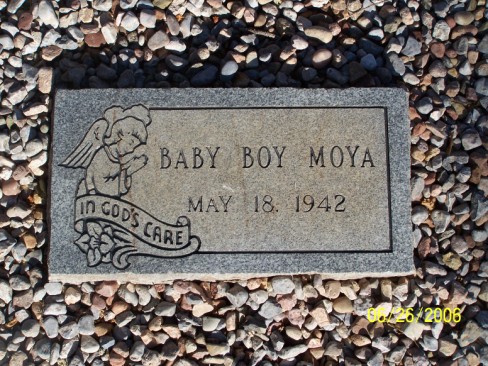 BABY BOY MOYA
MAY 18, 1942
IN GOD'S CARE
06/26/2006